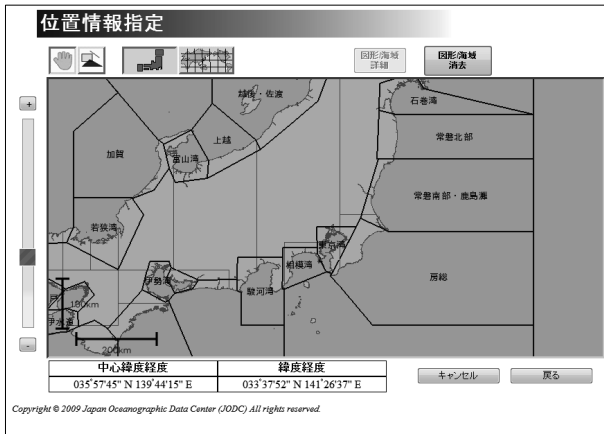 位置情報指定
図形/海域
詳細
図形/海域
消去
+
-
越後・佐渡
石巻湾
上越
常磐北部
加賀
富山湾
常磐南部・鹿島灘
若狭湾
東京湾
相模湾
伊勢湾
房総
駿河湾
100km
200km
中心緯度経度
緯度経度
035°57'45" N 139°44'15" E
033°37'52" N 141°26'37" E
キャンセル
戻る
Copyright © 2009 Japan Oceanographic Data Center (JODC) All rights reserved.